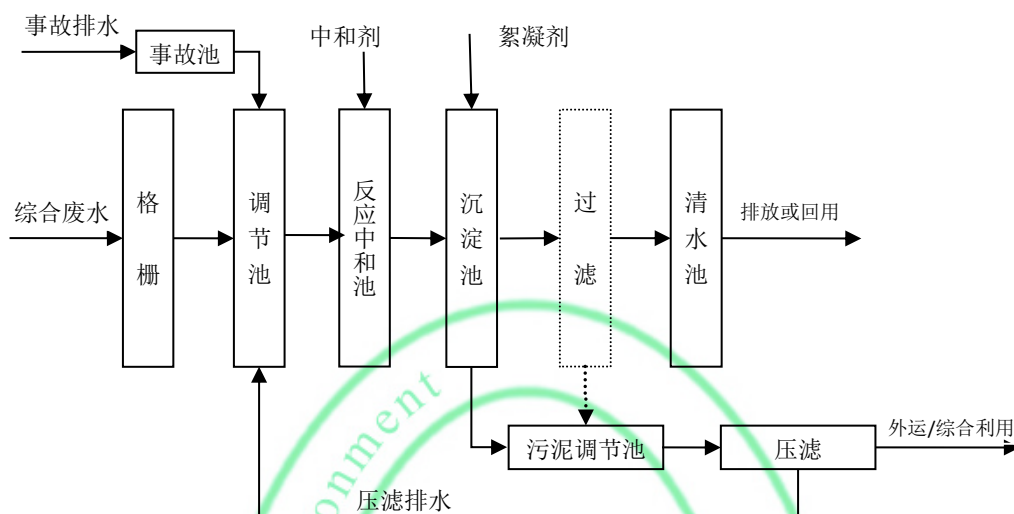 事故排水
事故池
中和剂
絮凝剂
综合废水
格栅
调节池
反应中和池
沉淀池
过滤
清水池
排放或回用
污泥调节池
压滤
外运/综合利用
压滤排水
onment